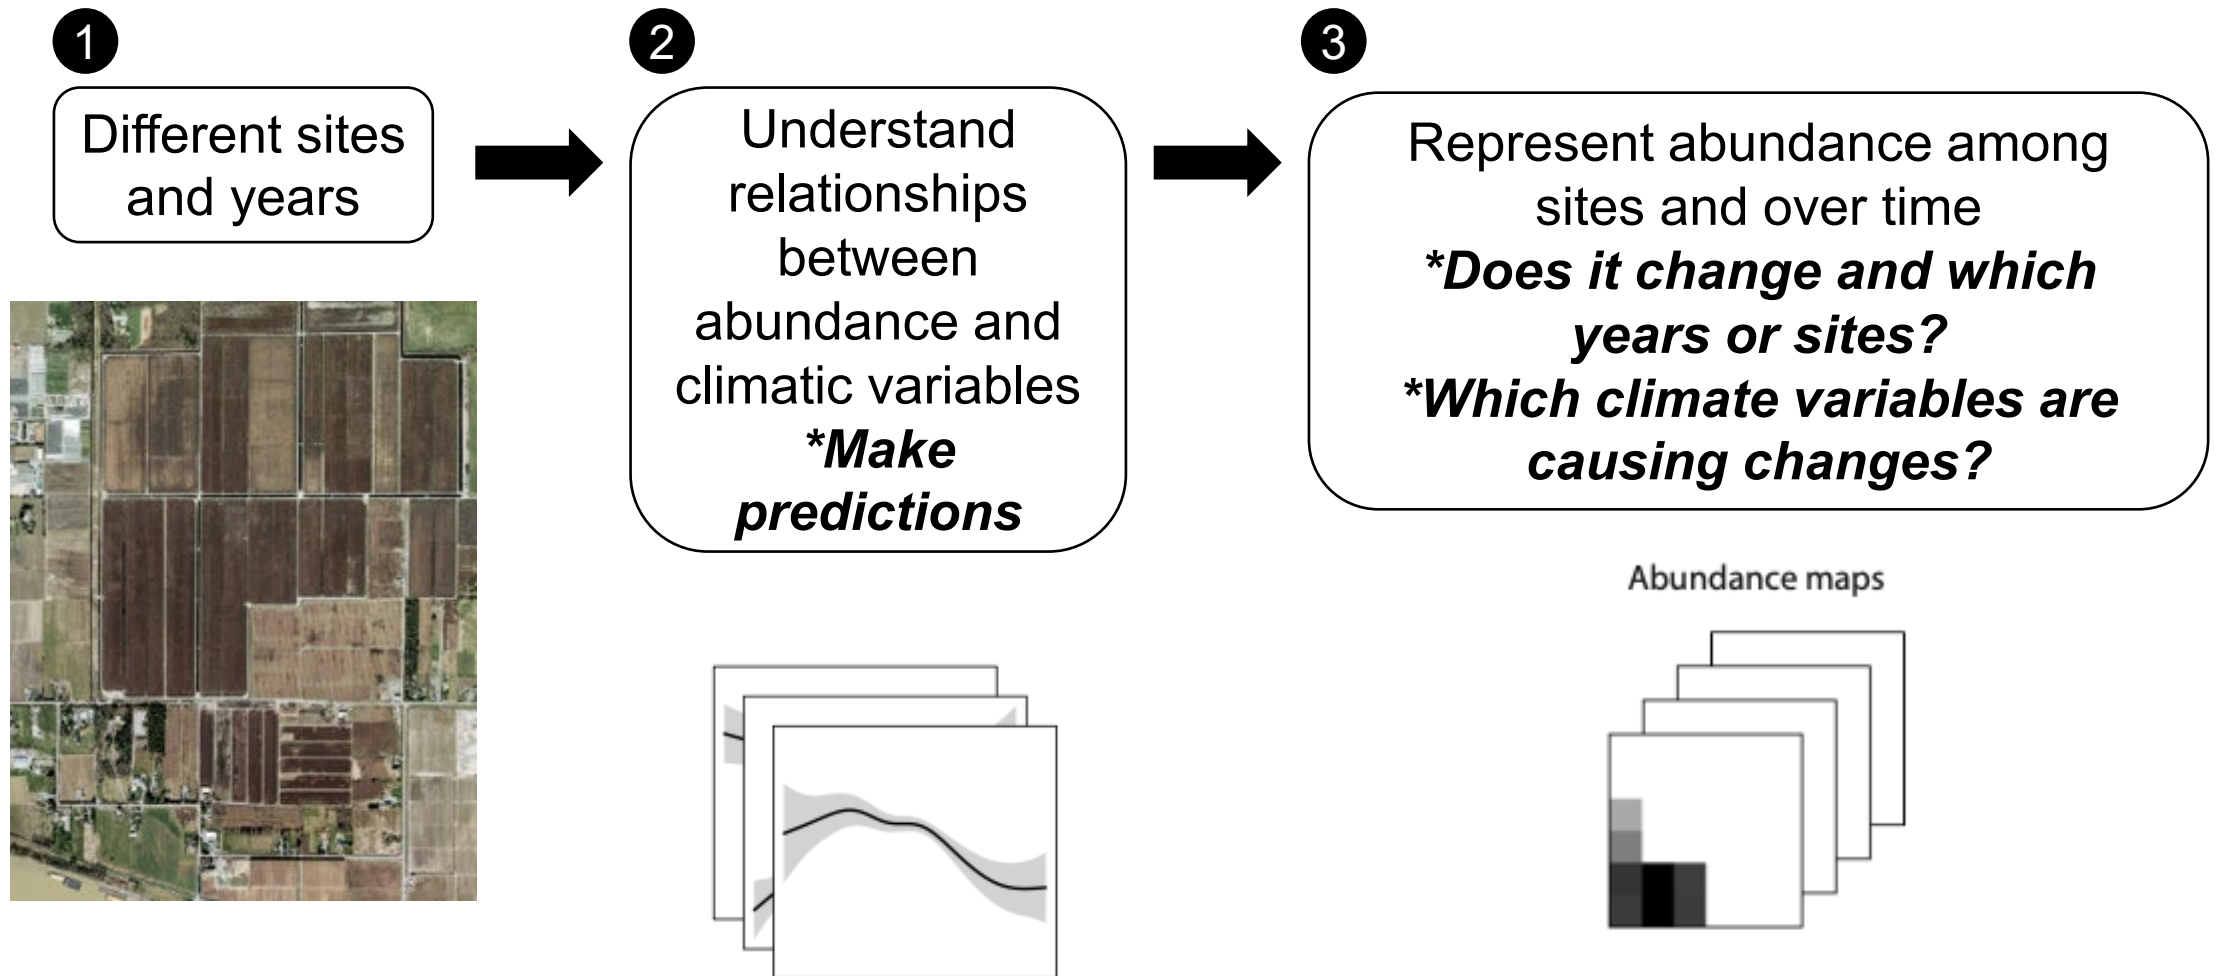 1
Different sites
and years
2
Understand
relationships
between
abundance and
climatic variables
*Make
predictions
3
Represent abundance among
sites and over time
*Does it change and which
years or sites?
*Which climate variables are
causing changes?
Abundance maps